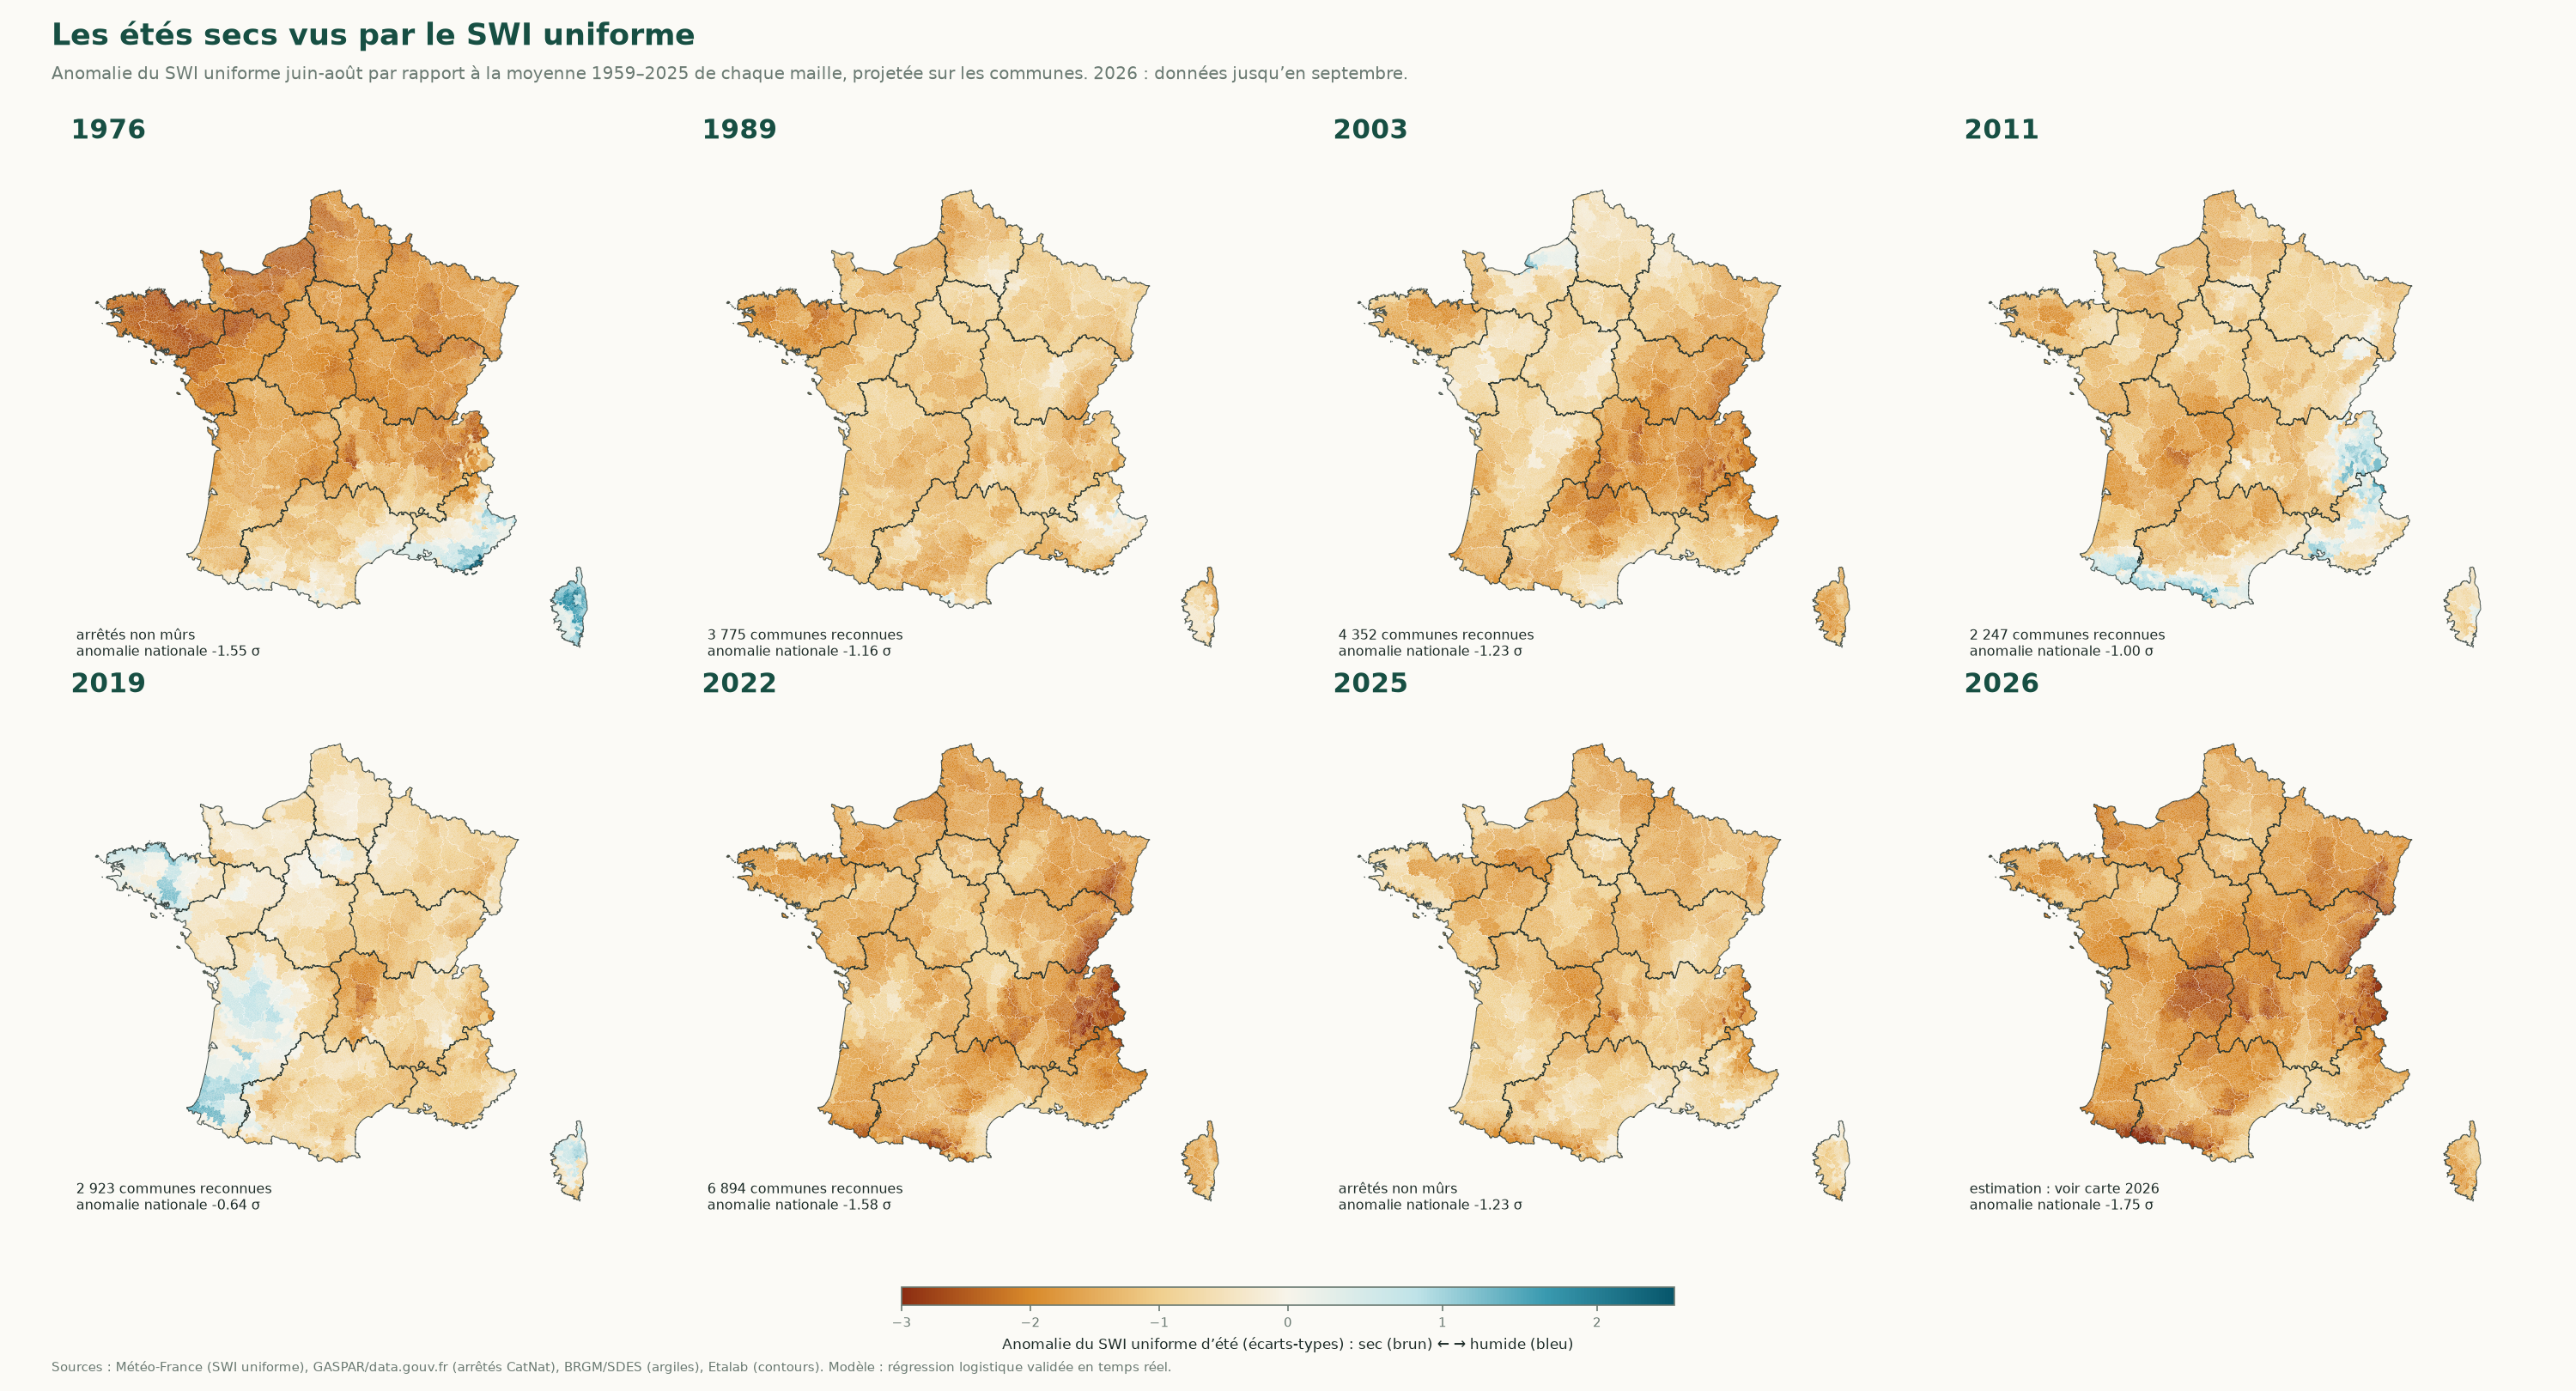 Les étés secs vus par le SWI uniforme
Anomalie du SWI uniforme juin-août par rapport à la moyenne 1959–2025 de chaque maille, projetée sur les communes. 2026 : données jusqu’en septembre.
1976
1989
2003
2011
arrêtés non mûrs
anomalie nationale -1.55 σ
3 775 communes reconnues
anomalie nationale -1.16 σ
4 352 communes reconnues
anomalie nationale -1.23 σ
2 247 communes reconnues
anomalie nationale -1.00 σ
2019
2022
2025
2026
2 923 communes reconnues
anomalie nationale -0.64 σ
6 894 communes reconnues
anomalie nationale -1.58 σ
arrêtés non mûrs
anomalie nationale -1.23 σ
estimation : voir carte 2026
anomalie nationale -1.75 σ
−3 −2 −1 0 1 2
Anomalie du SWI uniforme d’été (écarts-types) : sec (brun) ← → humide (bleu)
Sources : Météo-France (SWI uniforme), GASPAR/data.gouv.fr (arrêtés CatNat), BRGM/SDES (argiles), Etalab (contours). Modèle : régression logistique validée en temps réel.